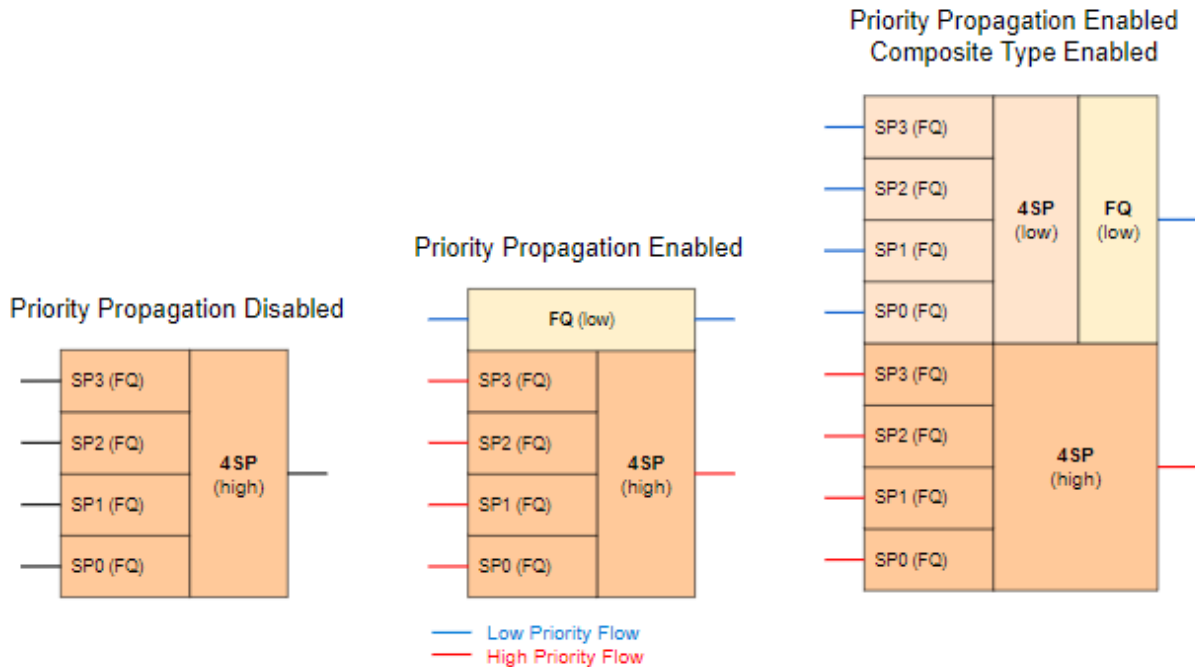 Priority Propagation Disabled
SP3 (FQ)
SP2 (FQ)
SP1 (FQ)
SP0 (FQ)
4SP
(high)
Priority Propagation Enabled
FQ (low)
SP3 (FQ)
SP2 (FQ)
SP1 (FQ)
SP0 (FQ)
4SP
(high)
Low Priority Flow
High Priority Flow
Priority Propagation Enabled
Composite Type Enabled
SP3 (FQ)
SP2 (FQ)
SP1 (FQ)
SP0 (FQ)
4SP
(low)
FQ
(low)
SP3 (FQ)
SP2 (FQ)
SP1 (FQ)
SP0 (FQ)
4SP
(high)